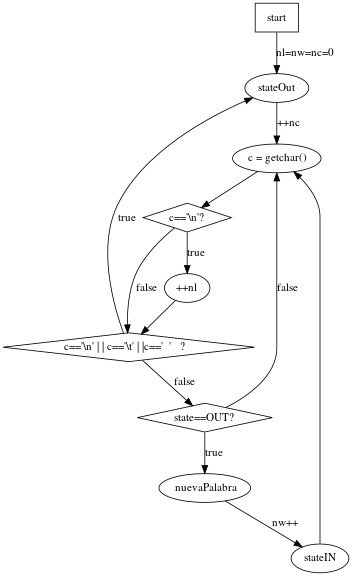 start
nl=nw=nc=0
stateOut
++nc
c = getchar()
c=='\n'?
true
true
++nl
false
false
c=='\n' || c=='\t' ||c==' ' ?
false
state==OUT?
true
nuevaPalabra
nw++
stateIN